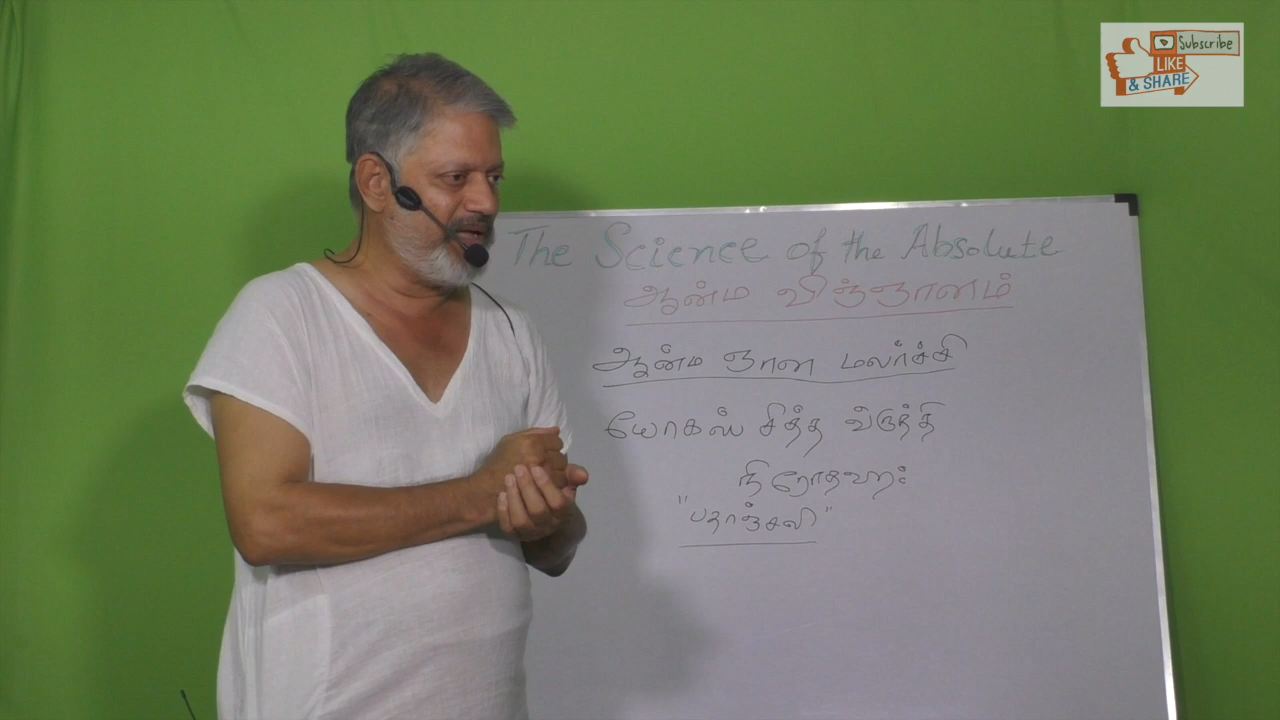 Subscribe
LIKE
& SHARE
The Science of the Absolute
ஆன்ம விஞ்ஞானம்
ஆன்ம ஞான மலர்ச்சி
யோகஸ் சித்த விருத்தி
நிரோதஹ:
"பதாஞ்சலி"